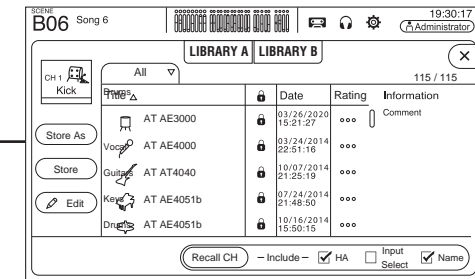 SCENE
B06 Song 6
19:30:17
Administrator
LIBRARY A LIBRARY B
CH 1
Kick
All
115 / 115
Drums
Title Date Rating Information
AT AE3000 03/26/2020 15:21:27 Comment
Vocal AT AE4000 03/24/2014 22:51:16
Guitars AT AT4040 10/07/2014 21:25:19
Keys AT AE4051b 07/24/2014 21:48:50
Drums AT AE4051b 10/16/2014 15:50:15
Store As
Store
Edit
Recall CH – Include – HA Input Select Name